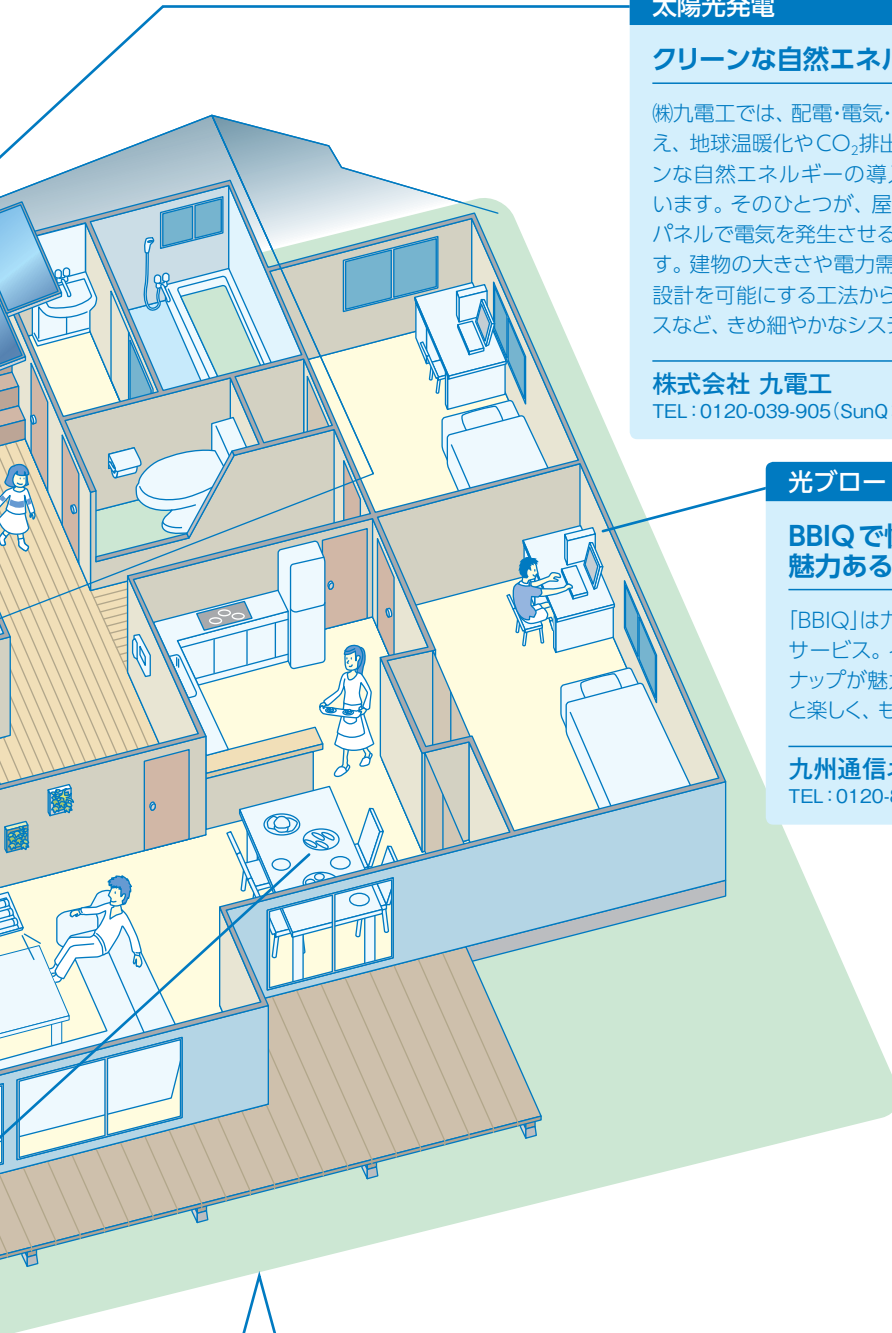 太陽光発電
クリーンな自然エネル
㈱九電工では、配電・電気・
え、地球温暖化やCO₂排出
ンな自然エネルギーの導入
います。そのひとつが、屋
パネルで電気を発生させる
す。建物の大きさや電力需
設計を可能にする工法から
スなど、きめ細やかなシステ
株式会社 九電工
TEL:0120-039-905(SunQ
光ブロー
BBIQで
魅力ある
「BBIQ」は
サービス。
ナップが魅
と楽しく、も
九州通信
TEL:0120-8